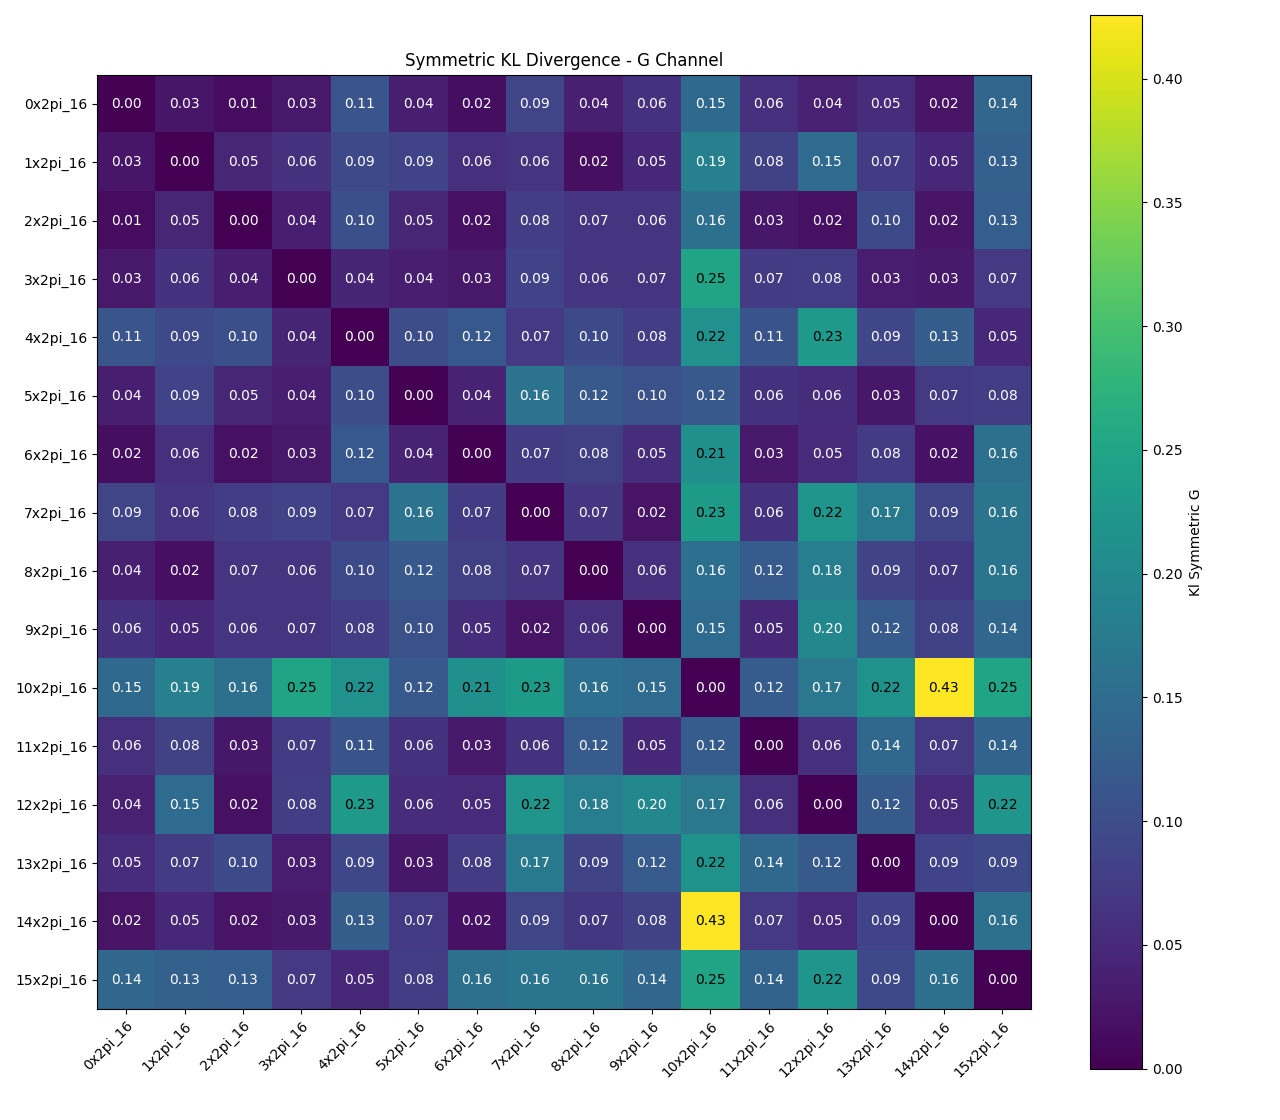 Symmetric KL Divergence - G Channel
0x2pi_16 0.00 0.03 0.01 0.03 0.11 0.04 0.02 0.09 0.04 0.06 0.15 0.06 0.04 0.05 0.02 0.14
1x2pi_16 0.03 0.00 0.05 0.06 0.09 0.09 0.06 0.06 0.02 0.05 0.19 0.08 0.15 0.07 0.05 0.13
2x2pi_16 0.01 0.05 0.00 0.04 0.10 0.05 0.02 0.08 0.07 0.06 0.16 0.03 0.02 0.10 0.02 0.13
3x2pi_16 0.03 0.06 0.04 0.00 0.04 0.04 0.03 0.09 0.06 0.07 0.25 0.07 0.08 0.03 0.03 0.07
4x2pi_16 0.11 0.09 0.10 0.04 0.00 0.10 0.12 0.07 0.10 0.08 0.22 0.11 0.23 0.09 0.13 0.05
5x2pi_16 0.04 0.09 0.05 0.04 0.10 0.00 0.04 0.16 0.12 0.10 0.12 0.06 0.06 0.03 0.07 0.08
6x2pi_16 0.02 0.06 0.02 0.03 0.12 0.04 0.00 0.07 0.08 0.05 0.21 0.03 0.05 0.08 0.02 0.16
7x2pi_16 0.09 0.06 0.08 0.09 0.07 0.16 0.07 0.00 0.07 0.02 0.23 0.06 0.22 0.17 0.09 0.16
8x2pi_16 0.04 0.02 0.07 0.06 0.10 0.12 0.08 0.07 0.00 0.06 0.16 0.12 0.18 0.09 0.07 0.16
9x2pi_16 0.06 0.05 0.06 0.07 0.08 0.10 0.05 0.02 0.06 0.00 0.15 0.05 0.20 0.12 0.08 0.14
10x2pi_16 0.15 0.19 0.16 0.25 0.22 0.12 0.21 0.23 0.16 0.15 0.00 0.12 0.17 0.22 0.43 0.25
11x2pi_16 0.06 0.08 0.03 0.07 0.11 0.06 0.03 0.06 0.12 0.05 0.12 0.00 0.06 0.14 0.07 0.14
12x2pi_16 0.04 0.15 0.02 0.08 0.23 0.06 0.05 0.22 0.18 0.20 0.17 0.06 0.00 0.12 0.05 0.22
13x2pi_16 0.05 0.07 0.10 0.03 0.09 0.03 0.08 0.17 0.09 0.12 0.22 0.14 0.12 0.00 0.09 0.09
14x2pi_16 0.02 0.05 0.02 0.03 0.13 0.07 0.02 0.09 0.07 0.08 0.43 0.07 0.05 0.09 0.00 0.16
15x2pi_16 0.14 0.13 0.13 0.07 0.05 0.08 0.16 0.16 0.16 0.14 0.25 0.14 0.22 0.09 0.16 0.00
0x2pi_16 1x2pi_16 2x2pi_16 3x2pi_16 4x2pi_16 5x2pi_16 6x2pi_16 7x2pi_16 8x2pi_16 9x2pi_16 10x2pi_16 11x2pi_16 12x2pi_16 13x2pi_16 14x2pi_16 15x2pi_16
0.40
0.35
0.30
0.25
0.20
0.15
0.10
0.05
0.00
Kl Symmetric G